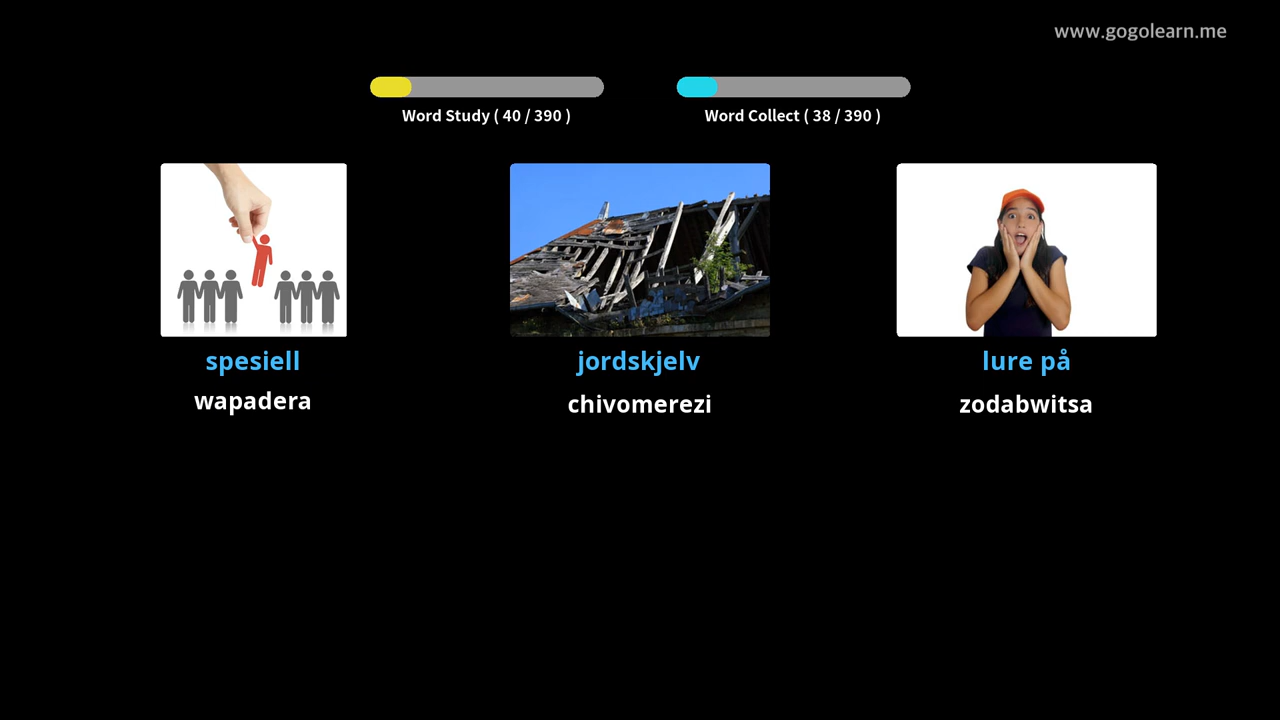 www.gogolearn.me
Word Study ( 40 / 390 )
Word Collect ( 38 / 390 )
spesiell
jordskjelv
lure på
wapadera
chivomerezi
zodabwitsa